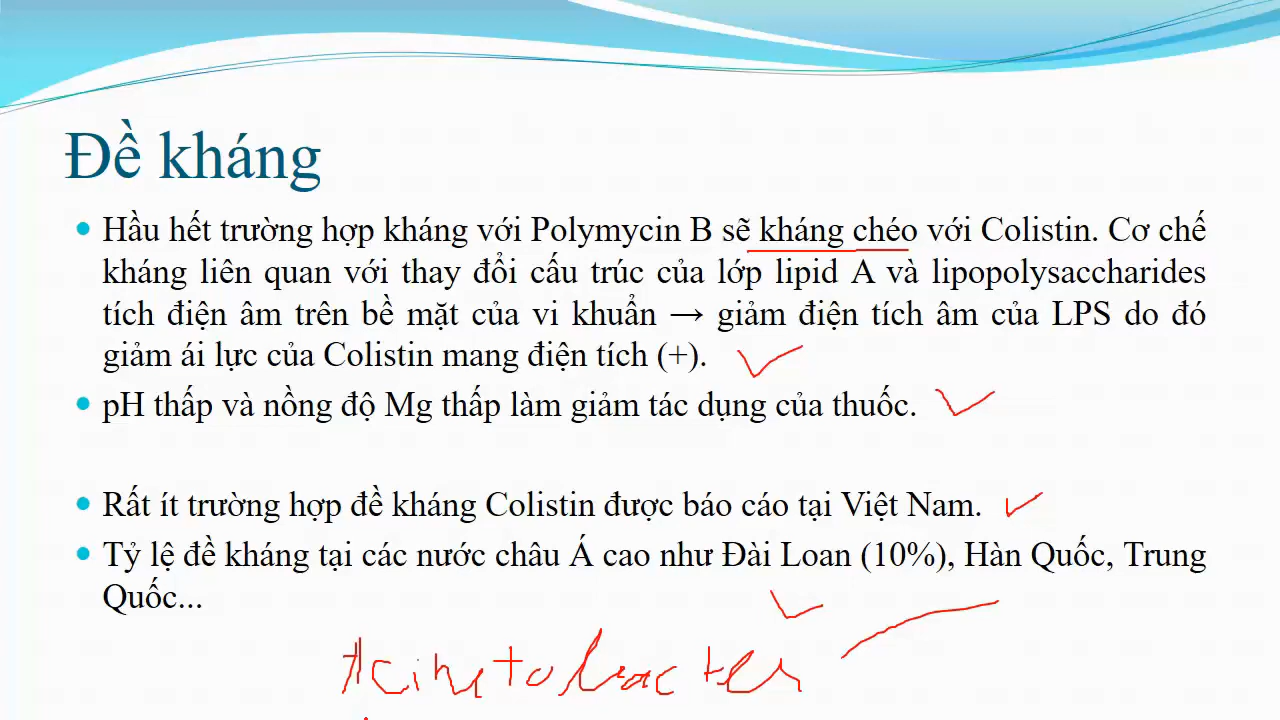 Đề kháng
Hầu hết trường hợp kháng với Polymycin B sẽ kháng chéo với Colistin. Cơ chế
kháng liên quan với thay đổi cấu trúc của lớp lipid A và lipopolysaccharides
tích điện âm trên bề mặt của vi khuẩn → giảm điện tích âm của LPS do đó
giảm ái lực của Colistin mang điện tích (+).
pH thấp và nồng độ Mg thấp làm giảm tác dụng của thuốc.
Rất ít trường hợp đề kháng Colistin được báo cáo tại Việt Nam.
Tỷ lệ đề kháng tại các nước châu Á cao như Đài Loan (10%), Hàn Quốc, Trung
Quốc...
Acinetobacter